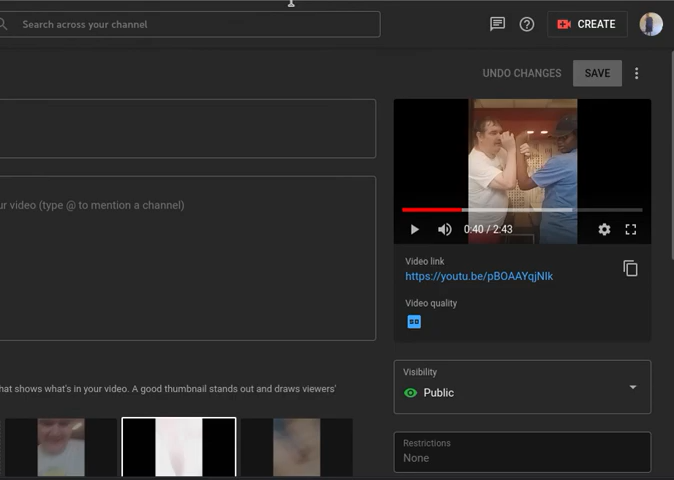 Search across your channel
CREATE
UNDO CHANGES
SAVE
ur video (type @ to mention a channel)
0:40 / 2:43
Video link
https://youtu.be/pBOAAYqjNlk
Video quality
SD
Visibility
Public
hat shows what's in your video. A good thumbnail stands out and draws viewers'
Restrictions
None